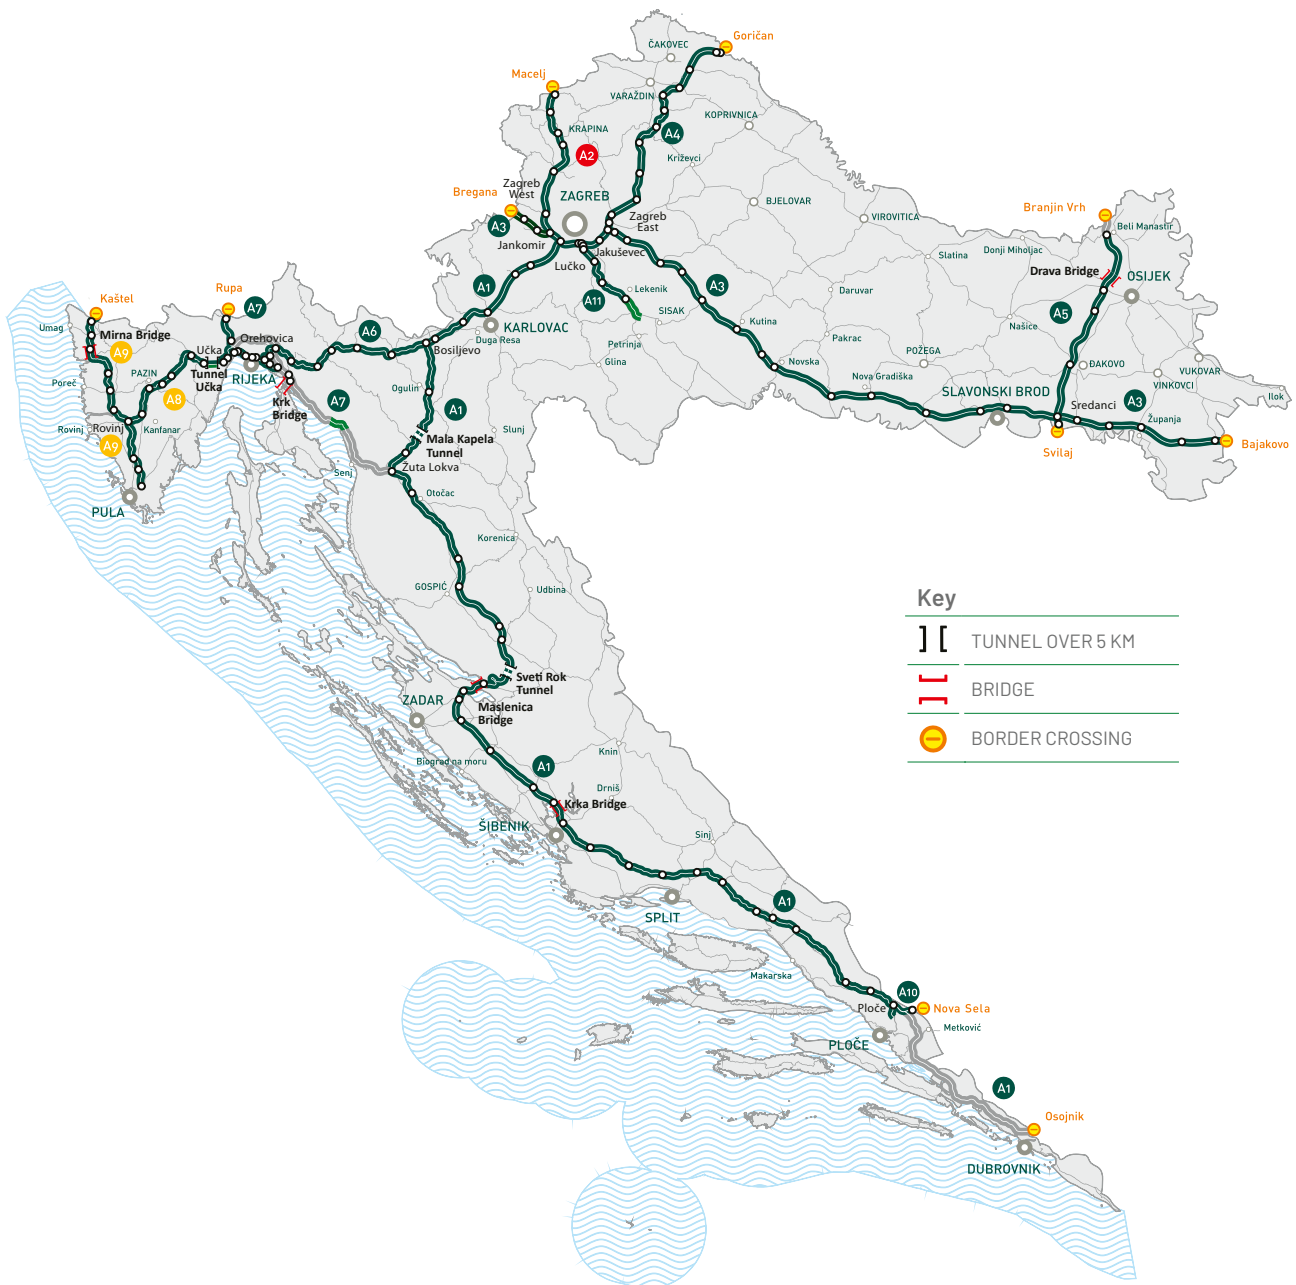 Goričan
ČAKOVEC
Macelj
VARAŽDIN
KOPRIVNICA
KRAPINA
A4
A2
Križevci
Zagreb
West
Bregana
ZAGREB
BJELOVAR
VIROVITICA
Branjin Vrh
Beli Manastir
A3
Zagreb
East
Jankomir
Jakuševec
Lučko
Slatina
Donji Miholjac
Drava Bridge
OSIJEK
A1
A11
Lekenik
A3
Daruvar
A5
SISAK
Kutina
Našice
Rupa
A7
Kaštel
Umag
Mirna Bridge
A9
Orehovica
A6
KARLOVAC
Duga Resa
Bosiljevo
Petrinja
Glina
Pakrac
POŽEGA
Novska
Nova Gradiška
ĐAKOVO
VUKOVAR
VINKOVCI
Ilok
Učka
Tunnel
Učka
RIJEKA
PAZIN
Poreč
A8
Krk
Bridge
A7
Ogulin
A1
SLAVONSKI BROD
Sredanci
A3
Županja
Rovinj
Rovinj
Kanfanar
A9
Slunj
Mala Kapela
Tunnel
Svilaj
Bajakovo
Senj
Žuta Lokva
Otočac
PULA
Korenica
GOSPIĆ
Udbina
Key
TUNNEL OVER 5 KM
BRIDGE
BORDER CROSSING
Sveti Rok
Tunnel
ZADAR
Maslenica
Bridge
Biograd na moru
A1
Knin
Drniš
Krka Bridge
ŠIBENIK
Sinj
A1
SPLIT
Makarska
A10
Ploče
Nova Sela
Metković
PLOČE
A1
Osojnik
DUBROVNIK